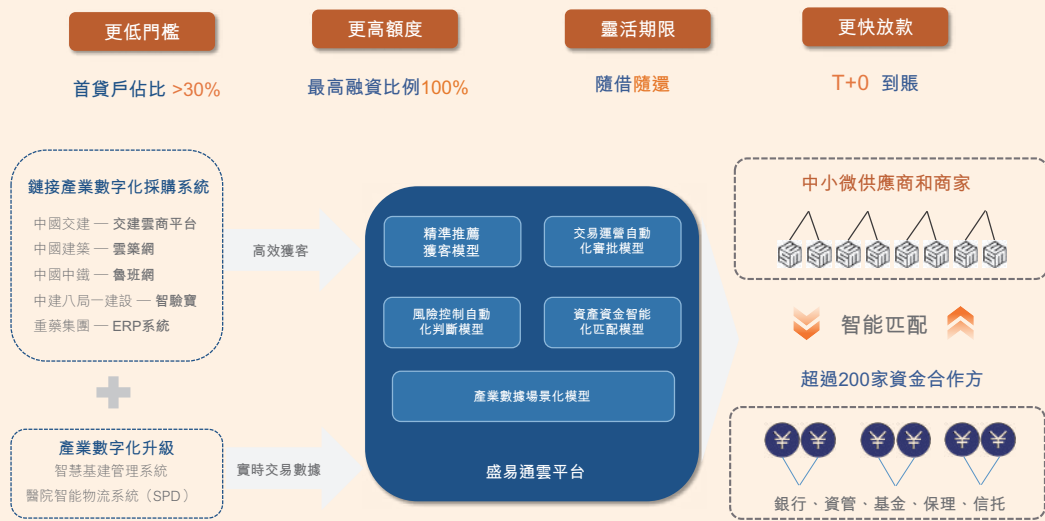 更低門檻
更高額度
靈活期限
更快放款
首貸戶佔比 >30%
最高融資比例100%
隨借隨還
T+0 到賬
鏈接產業數字化採購系統
中國交建 — 交建雲商平台
中國建築 — 雲築網
中國中鐵 — 魯班網
中建八局一建設 — 智驗寶
重藥集團 — ERP系統
產業數字化升級
智慧基建管理系統
醫院智能物流系統（SPD）
高效獲客
實時交易數據
精準推薦
獲客模型
交易運營自動
化審批模型
風險控制自動
化判斷模型
資產資金智能
化匹配模型
產業數據場景化模型
盛易通雲平台
中小微供應商和商家
智能匹配
超過200家資金合作方
¥ ¥ ¥ ¥ ¥ ¥
銀行、資管、基金、保理、信托